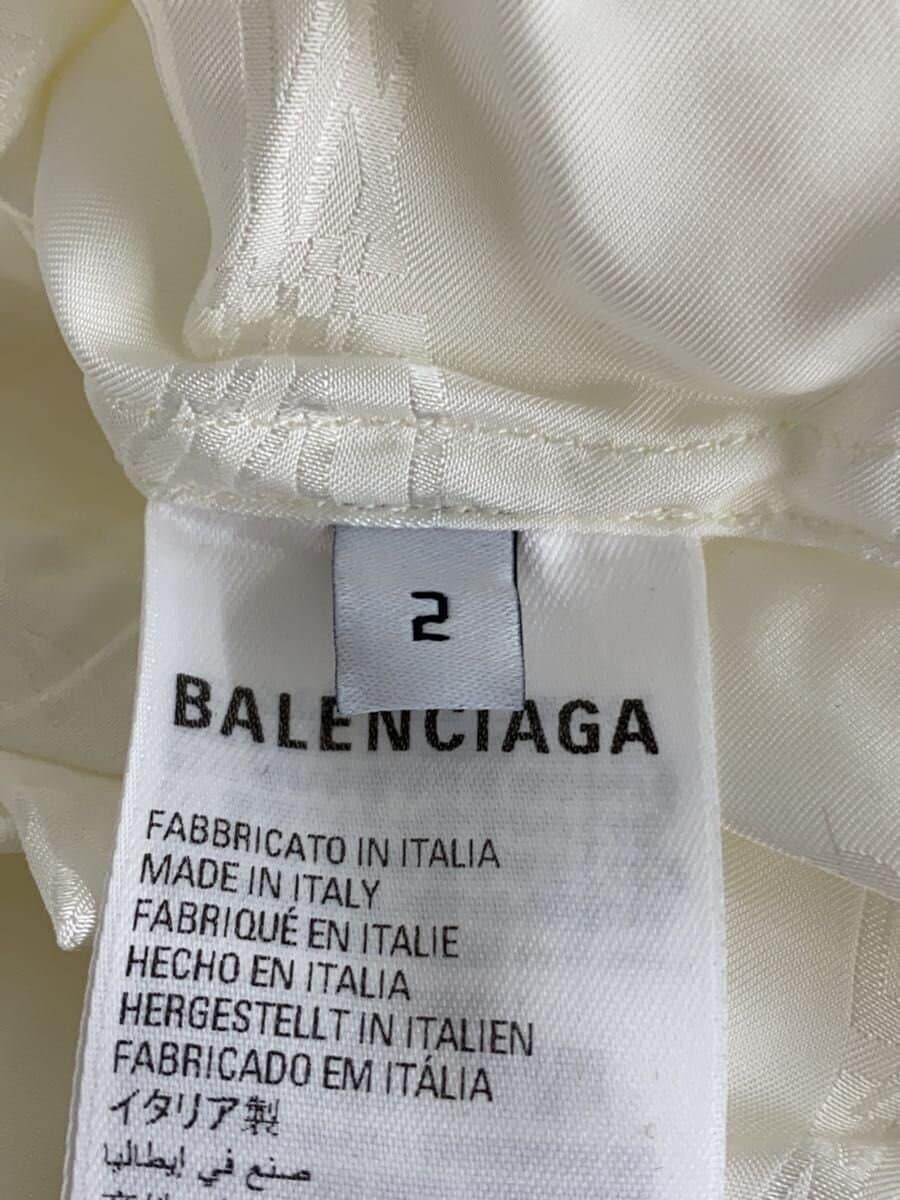 2
BALENCIAGA
FABBRICATO IN ITALIA
MADE IN ITALY
FABRIQUÉ EN ITALIE
HECHO EN ITALIA
HERGESTELLT IN ITALIEN
FABRICADO EM ITÁLIA
イタリア製
صنع في إيطاليا